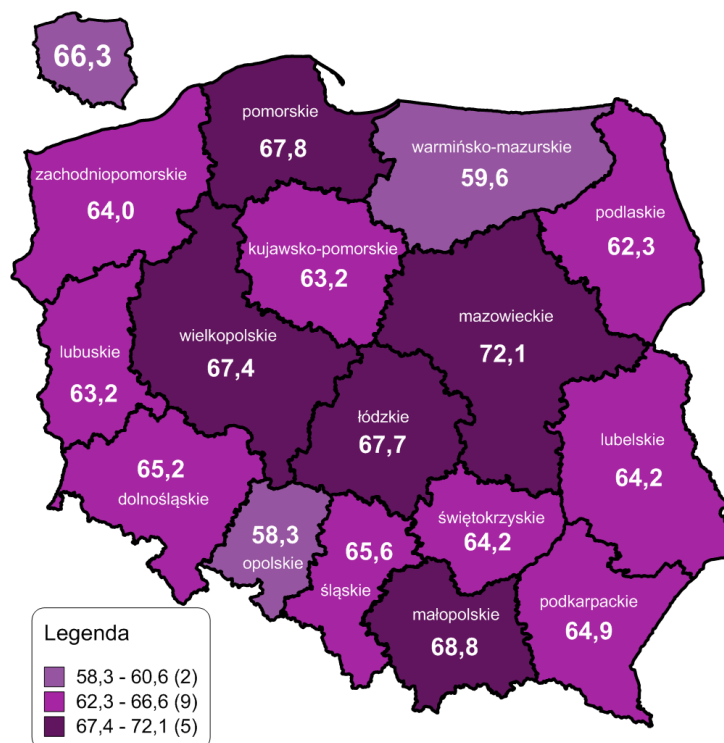 66,3
pomorskie
67,8
warmińsko-mazurskie
59,6
zachodniopomorskie
64,0
podlaskie
62,3
kujawsko-pomorskie
63,2
mazowieckie
72,1
wielkopolskie
67,4
lubuskie
63,2
łódzkie
67,7
lubelskie
64,2
65,2
dolnośląskie
świętokrzyskie
64,2
58,3
opolskie
65,6
śląskie
małopolskie
68,8
podkarpackie
64,9
Legenda
58,3 - 60,6 (2)
62,3 - 66,6 (9)
67,4 - 72,1 (5)